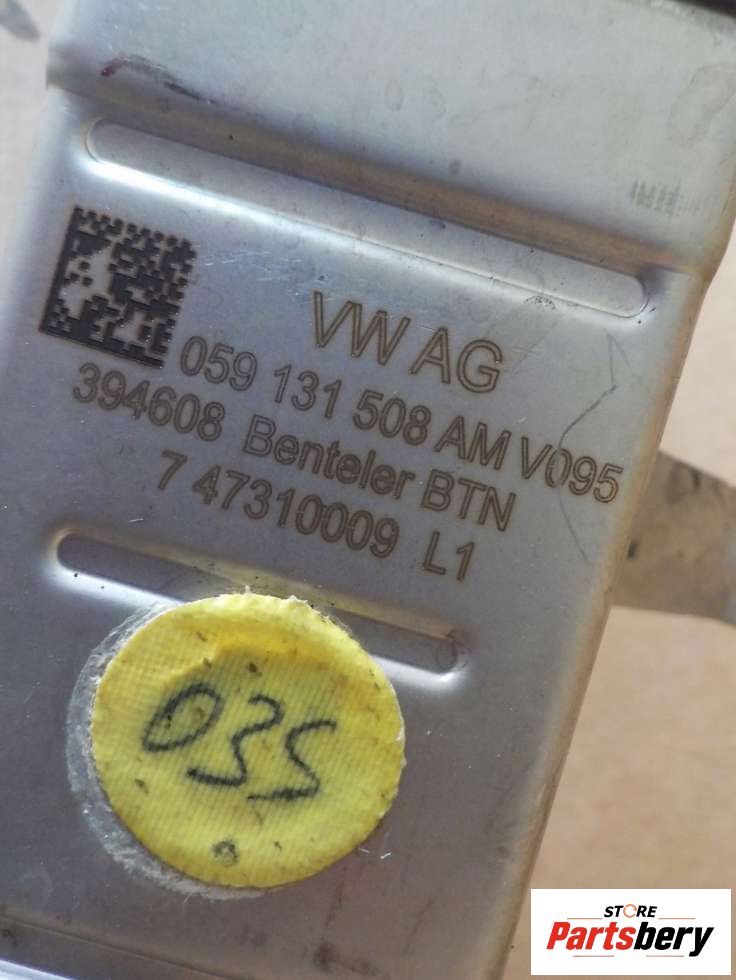 VW AG
059 131 508 AM V095
394608 Benteler BTN
7 47310009 L1
035
STORE
Partsbery